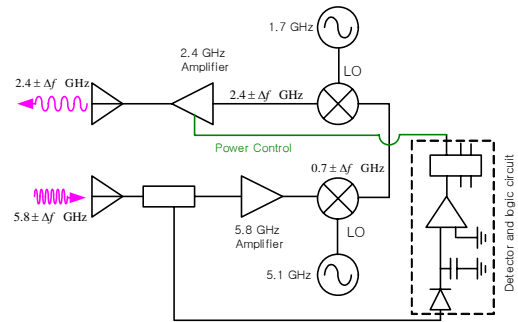 1.7 GHz
2.4 GHz
Amplifier
LO
2.4 ± Δf GHz
2.4 ± Δf GHz
Power Control
0.7 ± Δf GHz
5.8 ± Δf GHz
5.8 GHz
Amplifier
LO
5.1 GHz
Detector and logic circuit